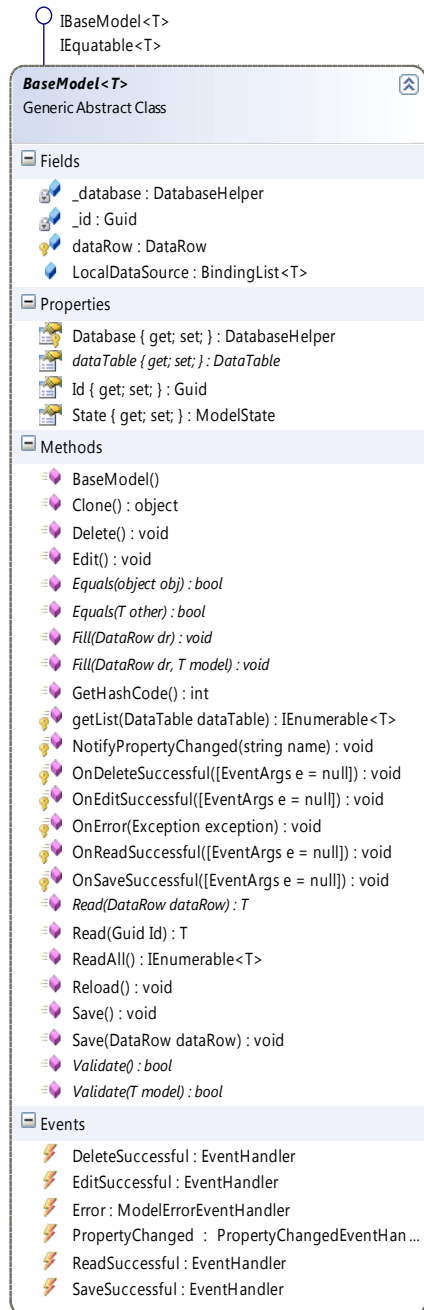 IBaseModel<T>
IEquatable<T>
BaseModel<T>
Generic Abstract Class
Fields
_database : DatabaseHelper
_id : Guid
dataRow : DataRow
LocalDataSource : BindingList<T>
Properties
Database { get; set; } : DatabaseHelper
dataTable { get; set; } : DataTable
Id { get; set; } : Guid
State { get; set; } : ModelState
Methods
BaseModel()
Clone() : object
Delete() : void
Edit() : void
Equals(object obj) : bool
Equals(T other) : bool
Fill(DataRow dr) : void
Fill(DataRow dr, T model) : void
GetHashCode() : int
getList(DataTable dataTable) : IEnumerable<T>
NotifyPropertyChanged(string name) : void
OnDeleteSuccessful([EventArgs e = null]) : void
OnEditSuccessful([EventArgs e = null]) : void
OnError(Exception exception) : void
OnReadSuccessful([EventArgs e = null]) : void
OnSaveSuccessful([EventArgs e = null]) : void
Read(DataRow dataRow) : T
Read(Guid Id) : T
ReadAll() : IEnumerable<T>
Reload() : void
Save() : void
Save(DataRow dataRow) : void
Validate() : bool
Validate(T model) : bool
Events
DeleteSuccessful : EventHandler
EditSuccessful : EventHandler
Error : ModelErrorEventHandler
PropertyChanged : PropertyChangedEventHan...
ReadSuccessful : EventHandler
SaveSuccessful : EventHandler